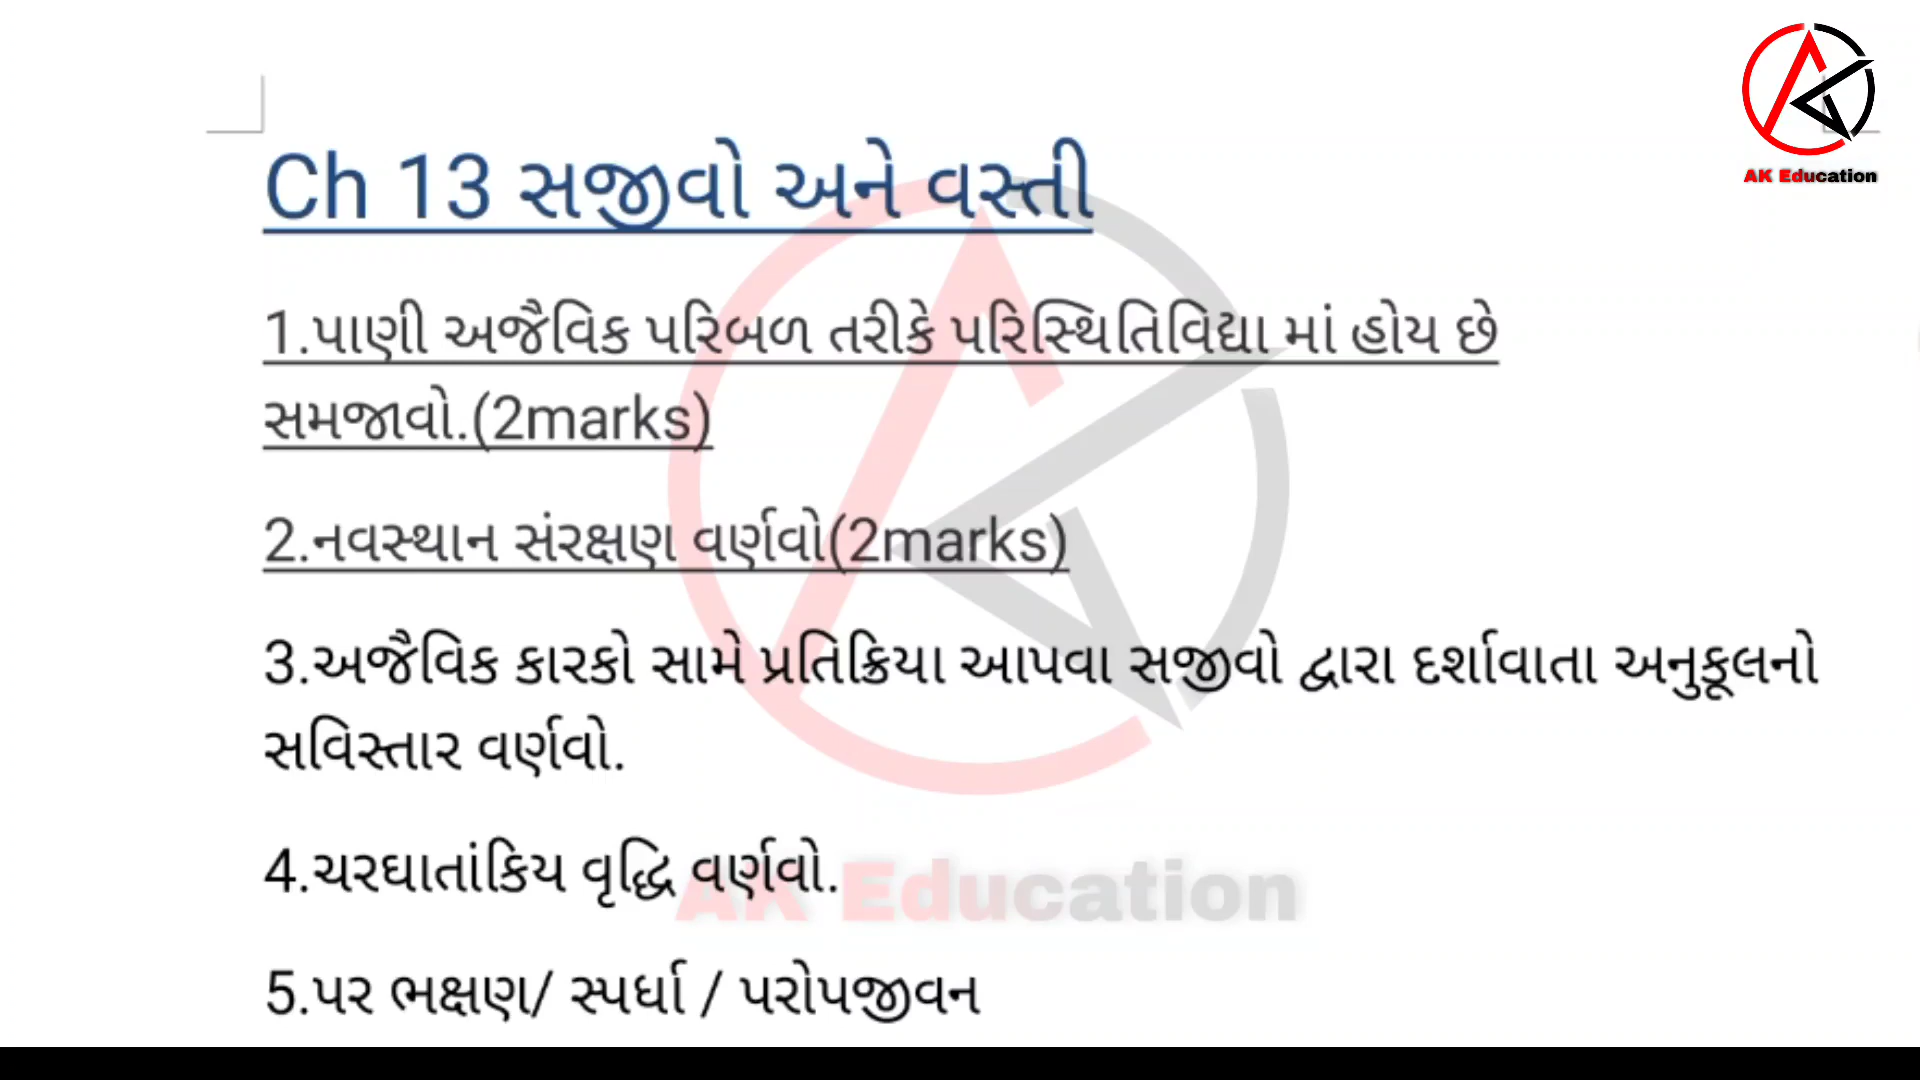 AK Education
Ch 13 સજીવો અને વસ્તી
1.પાણી અજૈવિક પરિબળ તરીકે પરિસ્થિતિવિદ્યા માં હોય છે
સમજાવો.(2marks)
2.નવસ્થાન સંરક્ષણ વર્ણવો(2marks)
3.અજૈવિક કારકો સામે પ્રતિક્રિયા આપવા સજીવો દ્વારા દર્શાવાતા અનુકૂલનો
સવિસ્તાર વર્ણવો.
4.ચરઘાતાંકિય વૃદ્ધિ વર્ણવો.
AK Education
5.પર ભક્ષણ/ સ્પર્ધા / પરોપજીવન